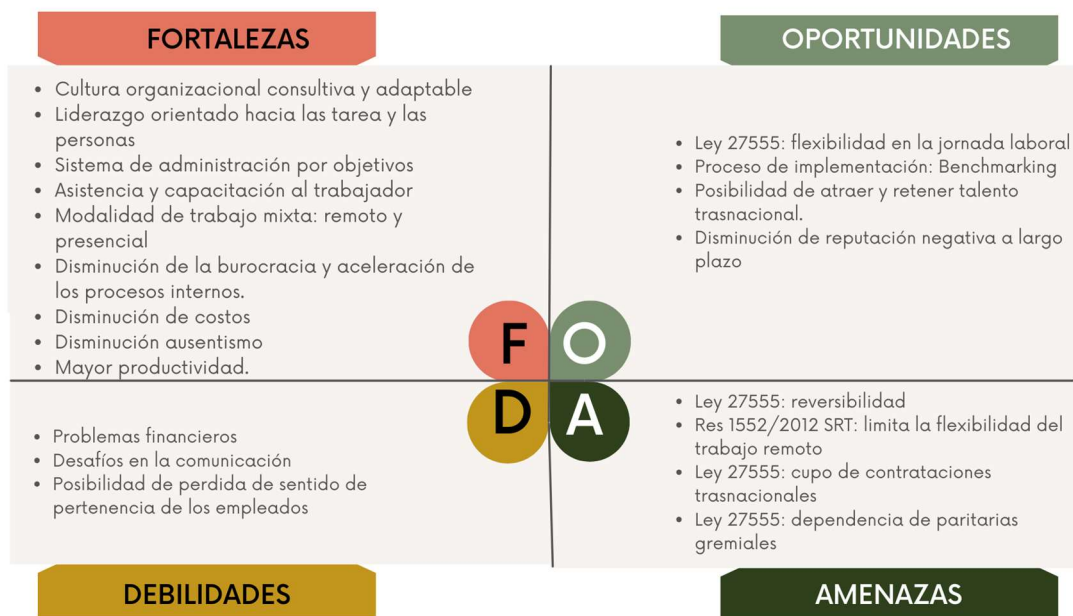 FORTALEZAS
• Cultura organizacional consultiva y adaptable
• Liderazgo orientado hacia las tarea y las
personas
• Sistema de administración por objetivos
• Asistencia y capacitación al trabajador
• Modalidad de trabajo mixta: remoto y
presencial
• Disminución de la burocracia y aceleración de
los procesos internos.
• Disminución de costos
• Disminución ausentismo
• Mayor productividad.
OPORTUNIDADES
• Ley 27555: flexibilidad en la jornada laboral
• Proceso de implementación: Benchmarking
• Posibilidad de atraer y retener talento
trasnacional.
• Disminución de reputación negativa a largo
plazo
F O
D A
• Problemas financieros
• Desafíos en la comunicación
• Posibilidad de perdida de sentido de
pertenencia de los empleados
DEBILIDADES
• Ley 27555: reversibilidad
• Res 1552/2012 SRT: limita la flexibilidad del
trabajo remoto
• Ley 27555: cupo de contrataciones
trasnacionales
• Ley 27555: dependencia de paritarias
gremiales
AMENAZAS